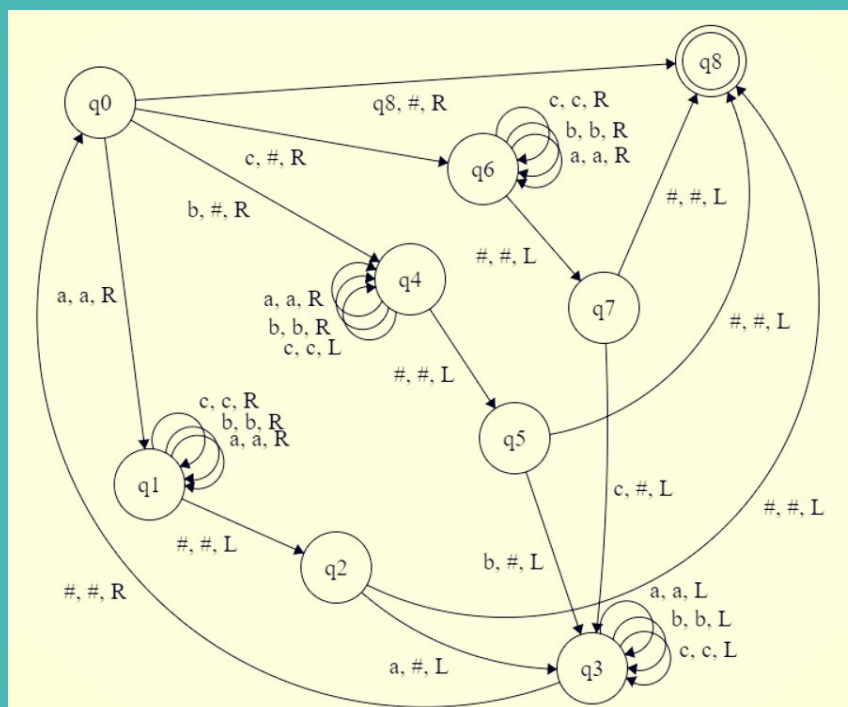 q0
q8
q8, #, R
c, #, R
b, #, R
a, a, R
q6
c, c, R
b, b, R
a, a, R
#, #, L
#, #, L
q4
a, a, R
b, b, R
c, c, L
q7
#, #, L
#, #, L
q5
c, c, R
b, b, R
a, a, R
q1
#, #, L
q2
b, #, L
c, #, L
#, #, L
#, #, R
a, #, L
q3
a, a, L
b, b, L
c, c, L